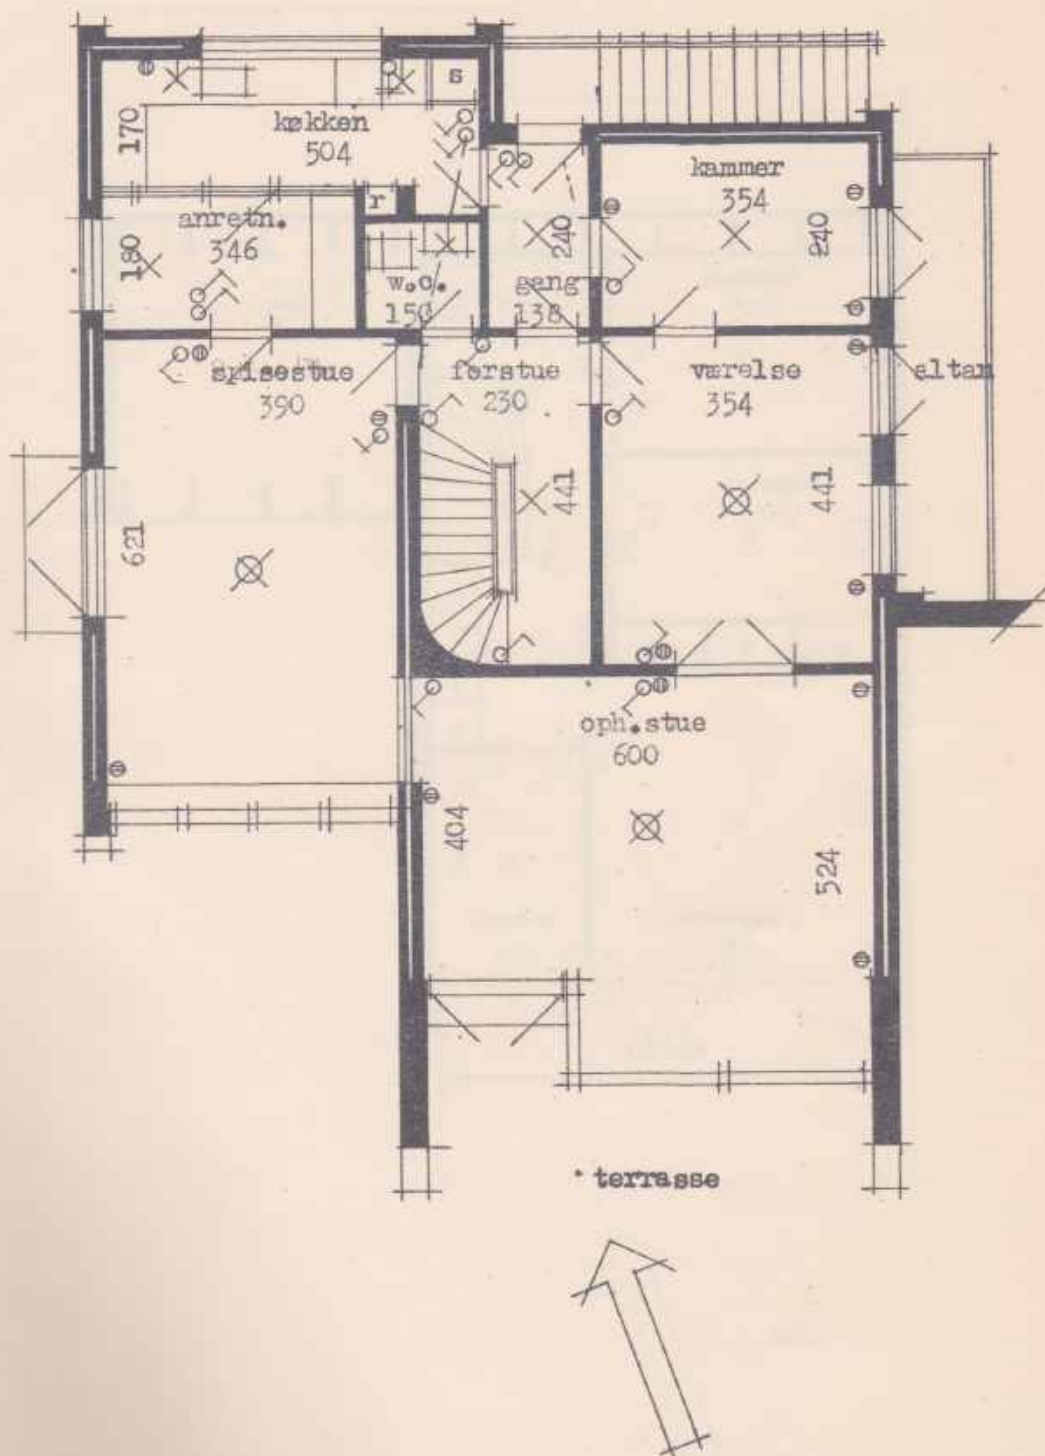 s
170
køkken
504
kammer
354
r
240
240
anretn.
346
180
w.c.
150
gang
138
spisestue
390
forstue
230
værelse
354
altan
441
441
621
oph.stue
600
404
524
terrasse